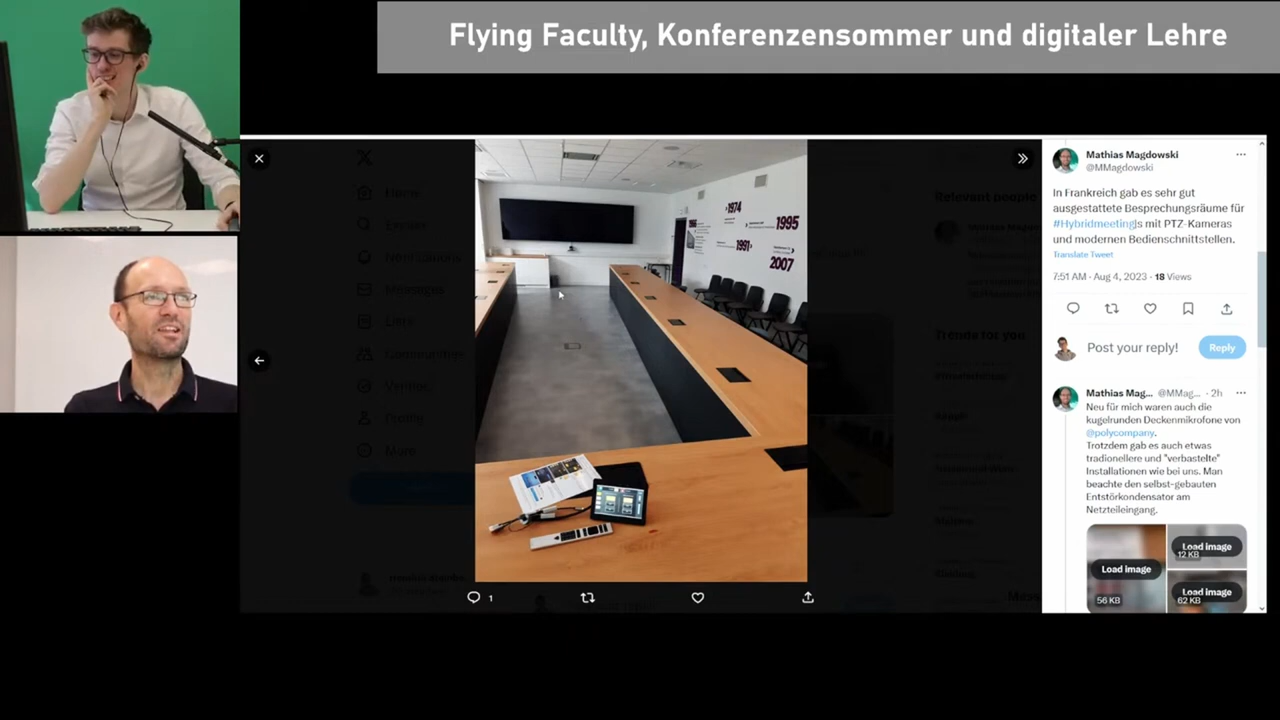 Flying Faculty, Konferenzensommer und digitaler Lehre
Home
Messages
Lists
Communities
More
Relevant people
Trends for you
1974
1995
1991
2007
1
Mathias Magdowski
@MMagdowski
In Frankreich gab es sehr gut
ausgestattete Besprechungsräume für
#Hybridmeetings mit PTZ-Kameras
und modernen Bedienschnittstellen.
Translate Tweet
7:51 AM · Aug 4, 2023 · 18 Views
Post your reply!
Reply
Mathias Mag... @MMag... · 2h
Neu für mich waren auch die
kugelrunden Deckenmikrofone von
@polycompany.
Trotzdem gab es auch etwas
tradionellere und "verbastelte"
Installationen wie bei uns. Man
beachte den selbst-gebauten
Entstörkondensator am
Netzteileingang.
Load image
12 KB
Load image
56 KB
Load image
62 KB